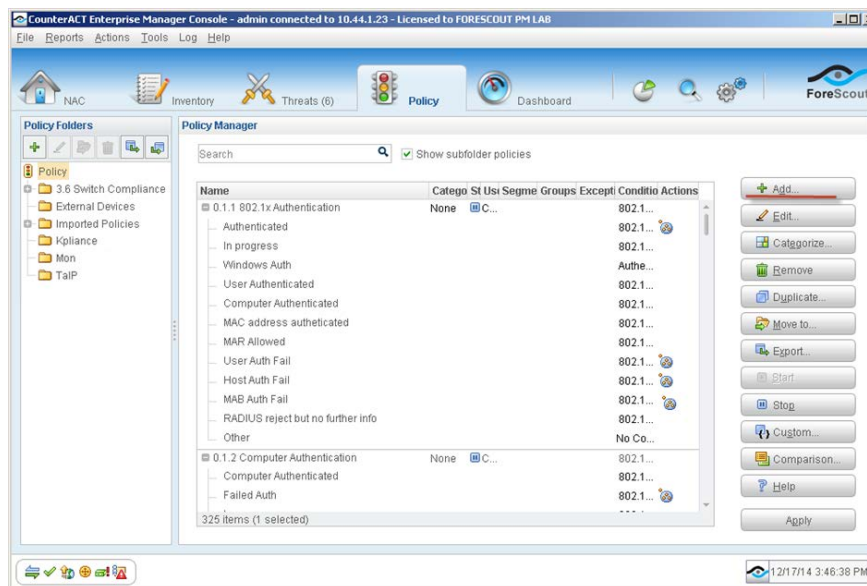 CounterACT Enterprise Manager Console - admin connected to 10.44.1.23 - Licensed to FORESCOUT PM LAB
File Reports Actions Tools Log Help
NAC Inventory Threats (6) Policy Dashboard ForeScout
Policy Folders
Policy
3.6 Switch Compliance
External Devices
Imported Policies
Kpliance
Mon
TalP
Policy Manager
Search
Show subfolder policies
Name Catego St Use Segme Groups Excepti Conditio Actions
0.1.1 802.1x Authentication None C... 802.1...
Authenticated 802.1...
In progress 802.1...
Windows Auth Authe...
User Authenticated 802.1...
Computer Authenticated 802.1...
MAC address autheticated 802.1...
MAR Allowed 802.1...
User Auth Fail 802.1...
Host Auth Fail 802.1...
MAB Auth Fail 802.1...
RADIUS reject but no further info 802.1...
Other No Co...
0.1.2 Computer Authentication None C... 802.1...
Computer Authenticated 802.1...
Failed Auth 802.1...
325 items (1 selected)
Add...
Edit...
Categorize...
Remove
Duplicate...
Move to...
Export...
Start
Stop
Custom...
Comparison...
Help
Apply
12/17/14 3:46:38 PM